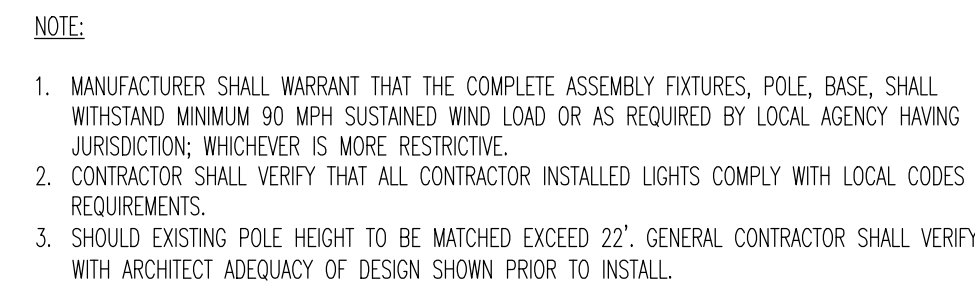 NOTE:
1. MANUFACTURER SHALL WARRANT THAT THE COMPLETE ASSEMBLY FIXTURES, POLE, BASE, SHALL
WITHSTAND MINIMUM 90 MPH SUSTAINED WIND LOAD OR AS REQUIRED BY LOCAL AGENCY HAVING
JURISDICTION; WHICHEVER IS MORE RESTRICTIVE.
2. CONTRACTOR SHALL VERIFY THAT ALL CONTRACTOR INSTALLED LIGHTS COMPLY WITH LOCAL CODES
REQUIREMENTS.
3. SHOULD EXISTING POLE HEIGHT TO BE MATCHED EXCEED 22'. GENERAL CONTRACTOR SHALL VERIFY
WITH ARCHITECT ADEQUACY OF DESIGN SHOWN PRIOR TO INSTALL.